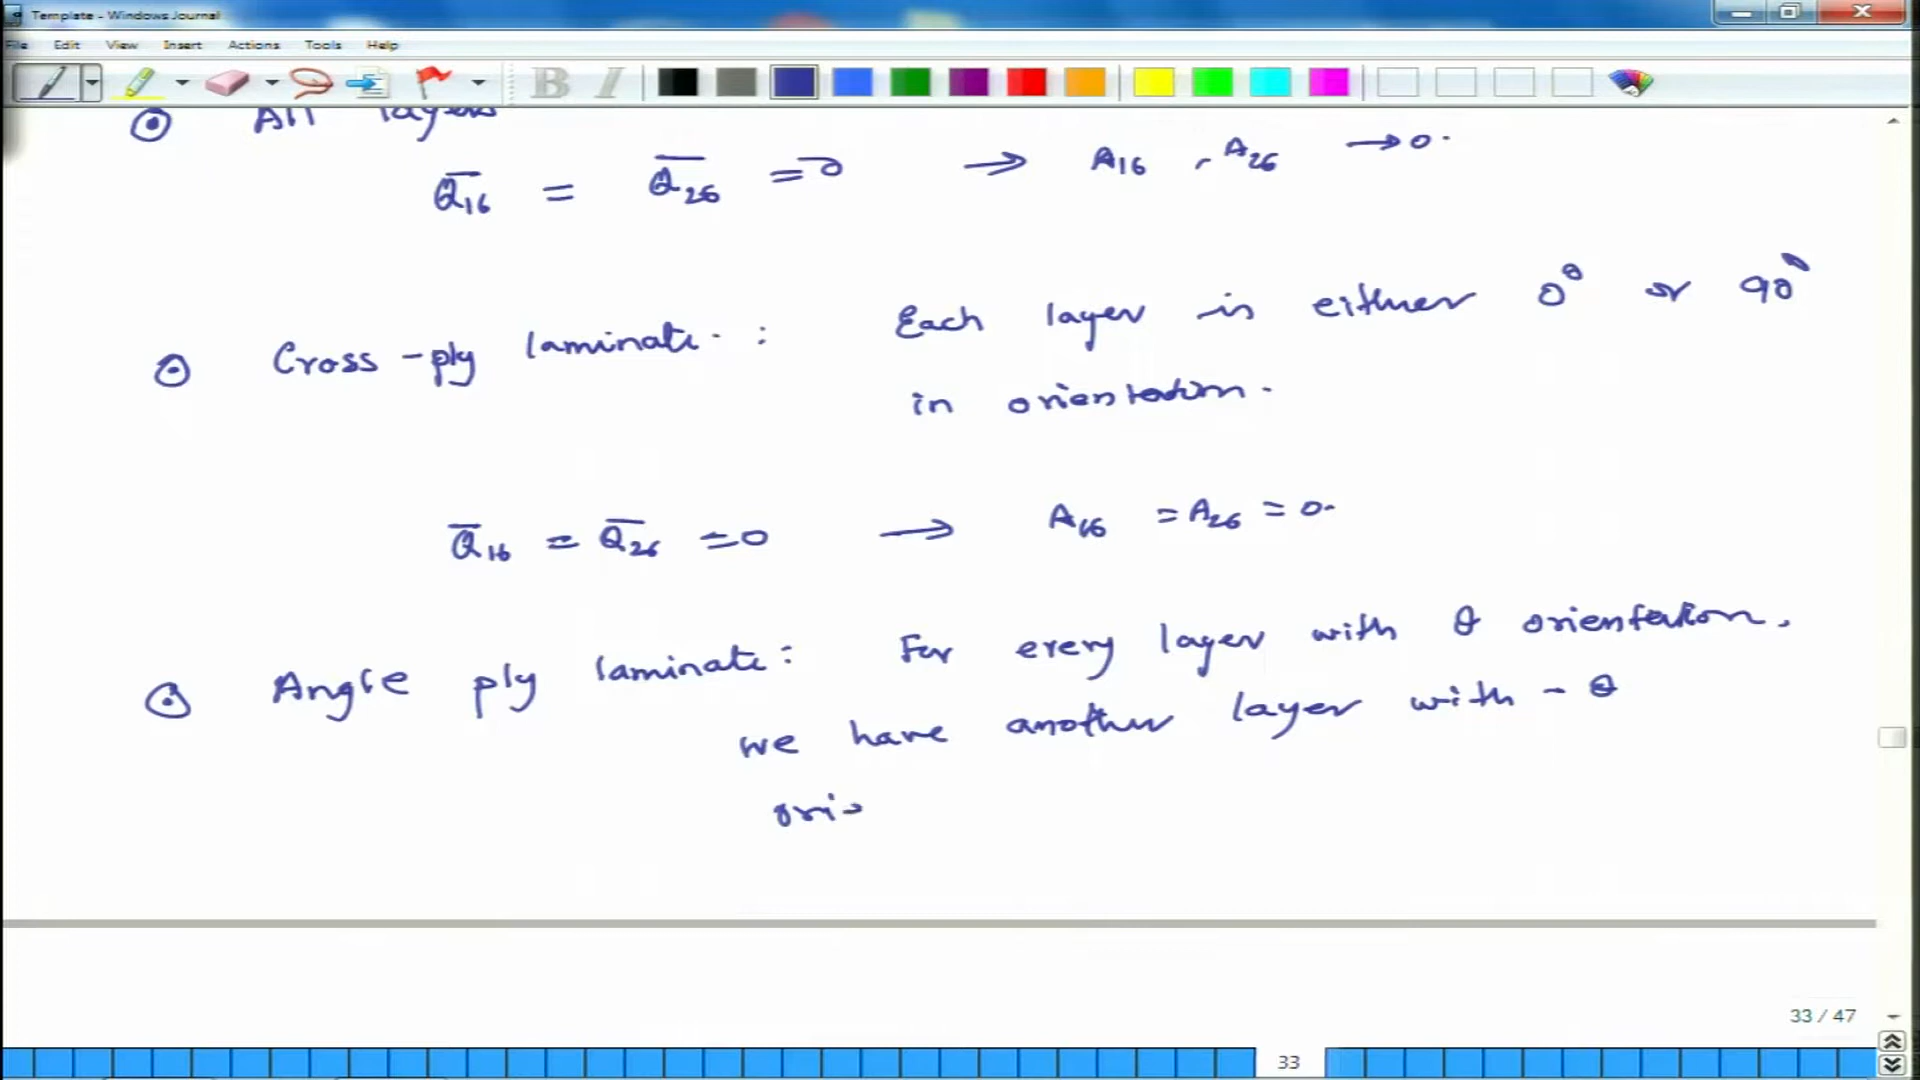 Template - Windows Journal
File Edit View Insert Actions Tools Help
B I
⊙ All layers
Q̅16 = Q̅26 = 0 → A16, A26 → 0.
⊙ Cross-ply laminate. : Each layer is either 0° or 90°
in orientation.
Q̅16 = Q̅26 = 0 → A16 = A26 = 0.
⊙ Angle ply laminate: For every layer with θ orientation,
we have another layer with - θ
ori
33 / 47
33